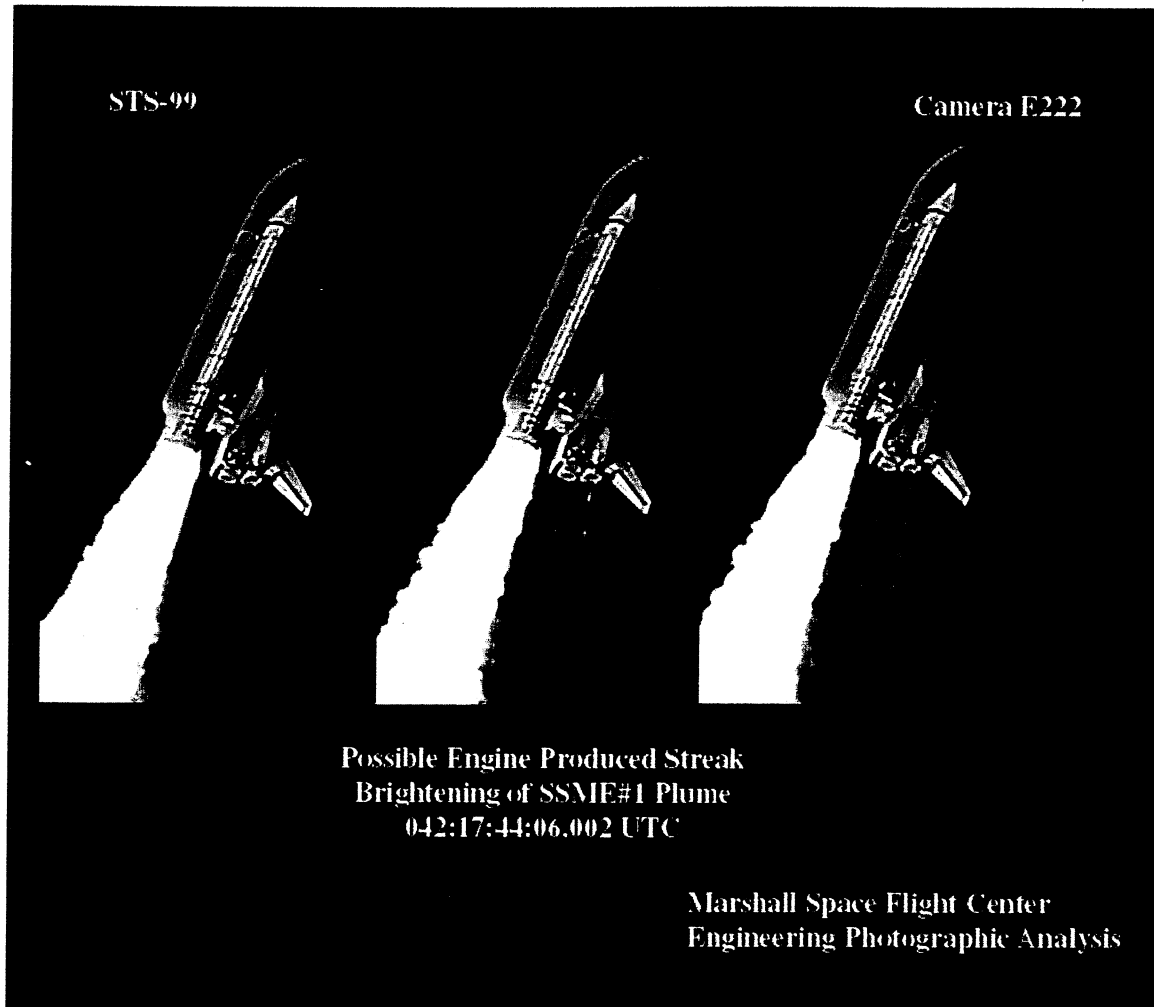 STS-99
Camera E222
Possible Engine Produced Streak
Brightening of SSME#1 Plume
042:17:44:06.002 UTC
Marshall Space Flight Center
Engineering Photographic Analysis